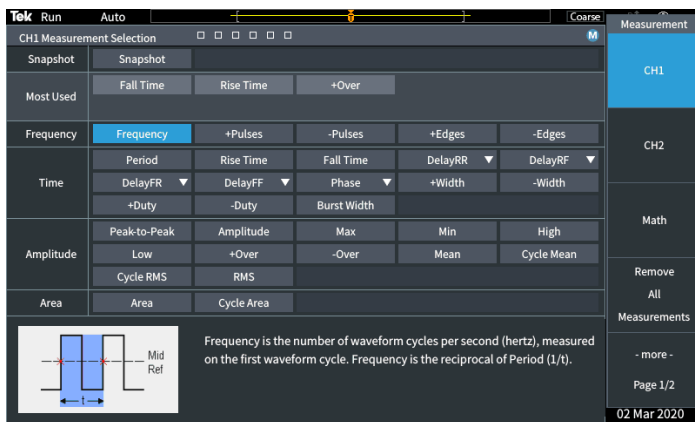 Tek Run Auto T Coarse
Measurement
CH1 Measurement Selection M
Snapshot Snapshot
CH1
Most Used Fall Time Rise Time +Over
Frequency Frequency +Pulses -Pulses +Edges -Edges
CH2
Time Period Rise Time Fall Time DelayRR DelayRF
DelayFR DelayFF Phase +Width -Width
+Duty -Duty Burst Width
Math
Amplitude Peak-to-Peak Amplitude Max Min High
Low +Over -Over Mean Cycle Mean
Cycle RMS RMS
Remove
All
Measurements
Area Area Cycle Area
Mid
Ref
t
Frequency is the number of waveform cycles per second (hertz), measured
on the first waveform cycle. Frequency is the reciprocal of Period (1/t).
- more -
Page 1/2
02 Mar 2020